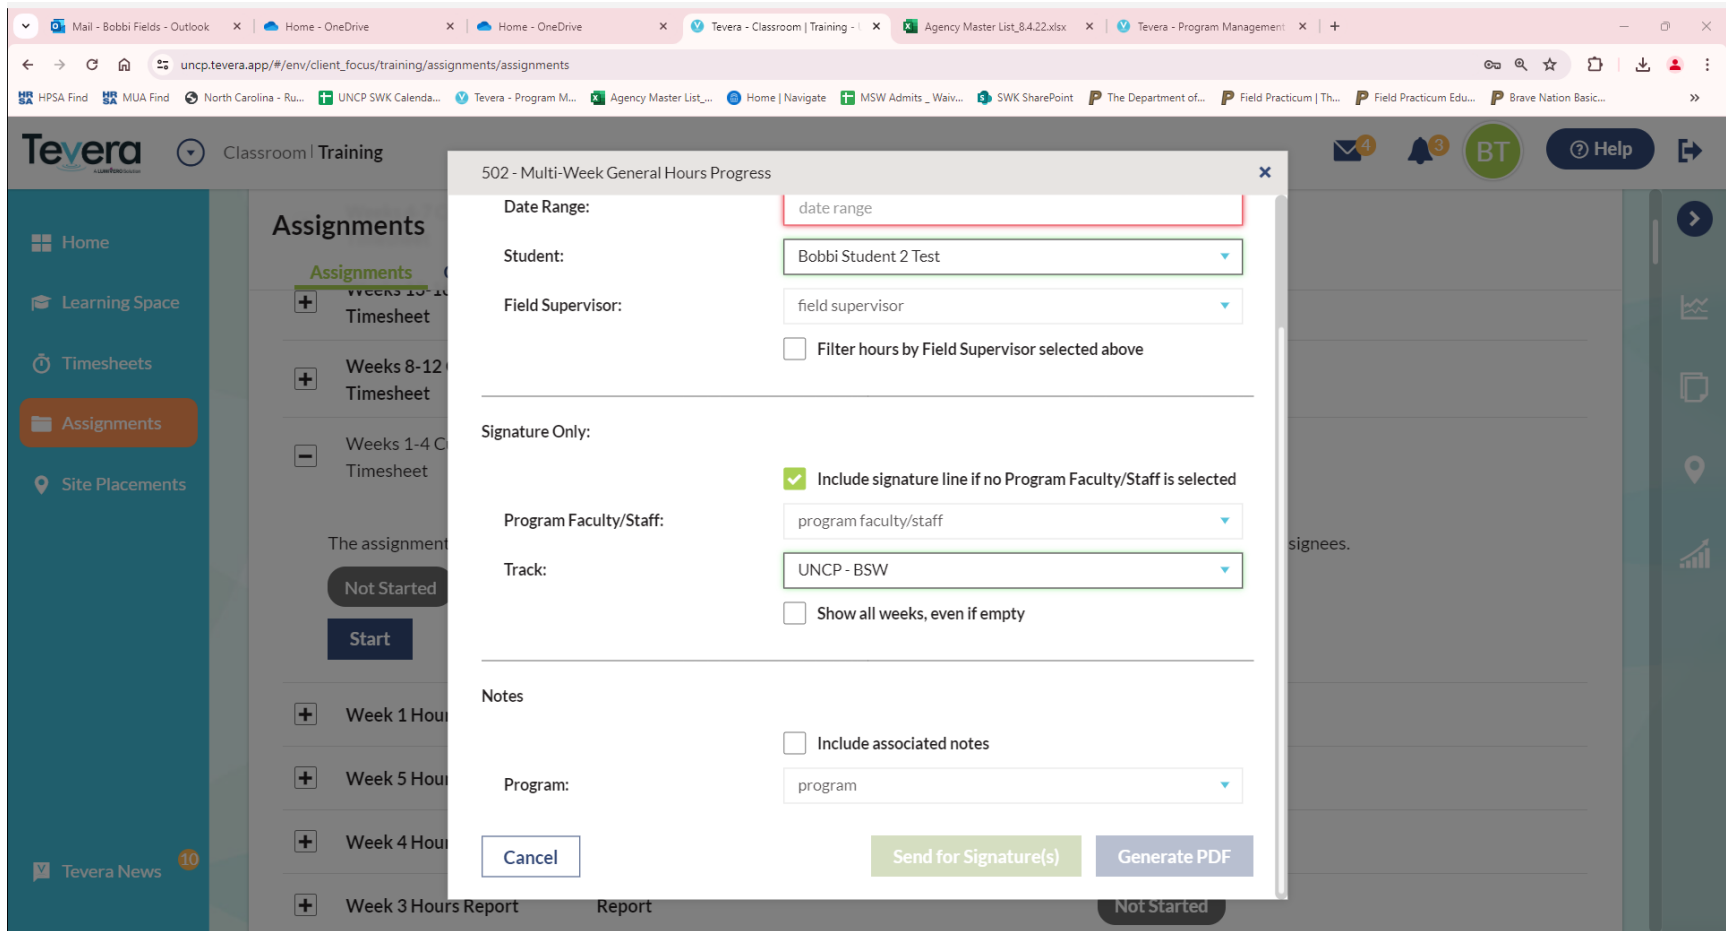 Mail - Bobbi Fields - Outlook
Home - OneDrive
Home - OneDrive
Tevera - Classroom | Training -
Agency Master List_8.4.22.xlsx
Tevera - Program Management
uncp.tevera.app/#/env/client_focus/training/assignments/assignments
HPSA Find
MUA Find
North Carolina - Ru...
UNCP SWK Calenda...
Tevera - Program M...
Agency Master List_...
Home | Navigate
MSW Admits _ Waiv...
SWK SharePoint
The Department of...
Field Practicum | Th...
Field Practicum Edu...
Brave Nation Basic...
Tevera
Classroom | Training
4
3
BT
Help
Home
Learning Space
Timesheets
Assignments
Site Placements
Tevera News
10
Assignments
Assignments
Timesheet
Weeks 8-12
Timesheet
Weeks 1-4 C
Timesheet
The assignment
signees.
Not Started
Start
Week 1 Hour
Week 5 Hour
Week 4 Hour
Week 3 Hours Report
Report
Not Started
502 - Multi-Week General Hours Progress
Date Range:
date range
Student:
Bobbi Student 2 Test
Field Supervisor:
field supervisor
Filter hours by Field Supervisor selected above
Signature Only:
Include signature line if no Program Faculty/Staff is selected
Program Faculty/Staff:
program faculty/staff
Track:
UNCP - BSW
Show all weeks, even if empty
Notes
Include associated notes
Program:
program
Cancel
Send for Signature(s)
Generate PDF